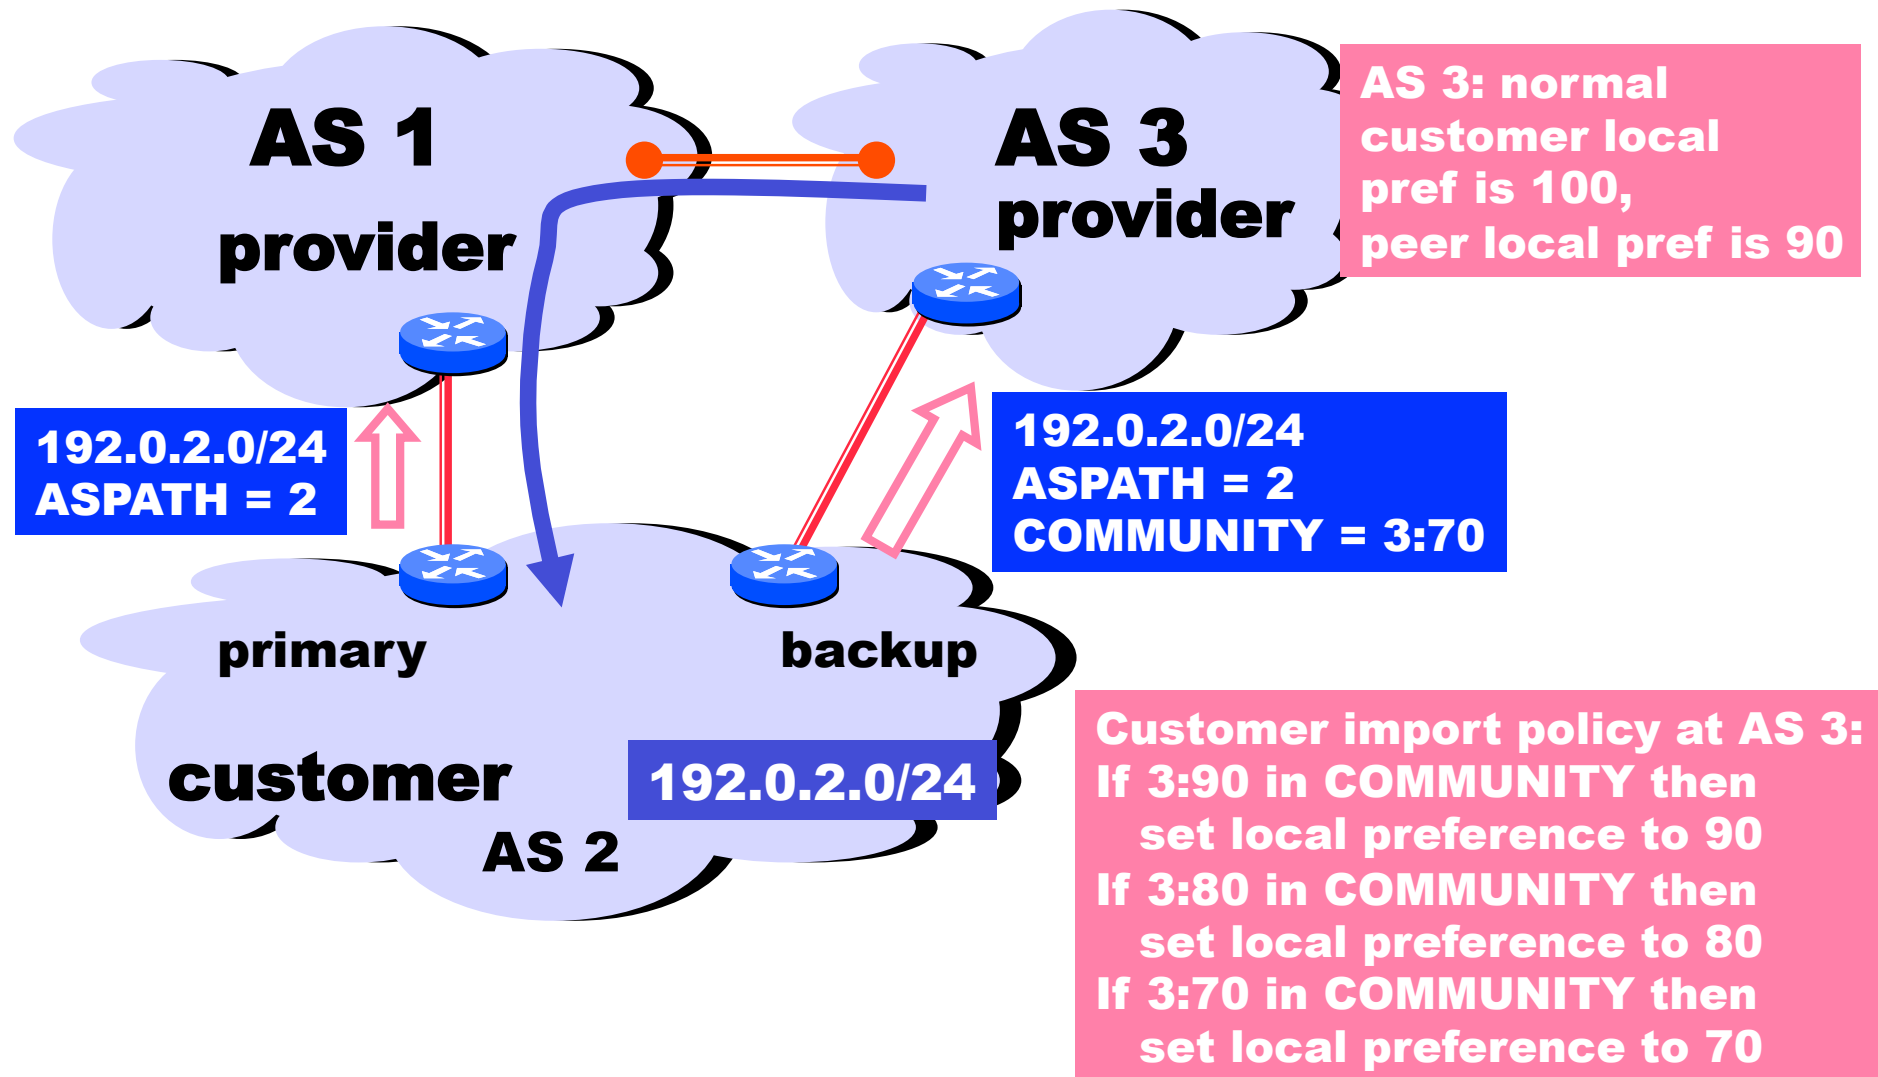 AS 1
provider
AS 3
provider
AS 3: normal
customer local
pref is 100,
peer local pref is 90
192.0.2.0/24
ASPATH = 2
192.0.2.0/24
ASPATH = 2
COMMUNITY = 3:70
primary
backup
customer
192.0.2.0/24
AS 2
Customer import policy at AS 3:
If 3:90 in COMMUNITY then
set local preference to 90
If 3:80 in COMMUNITY then
set local preference to 80
If 3:70 in COMMUNITY then
set local preference to 70